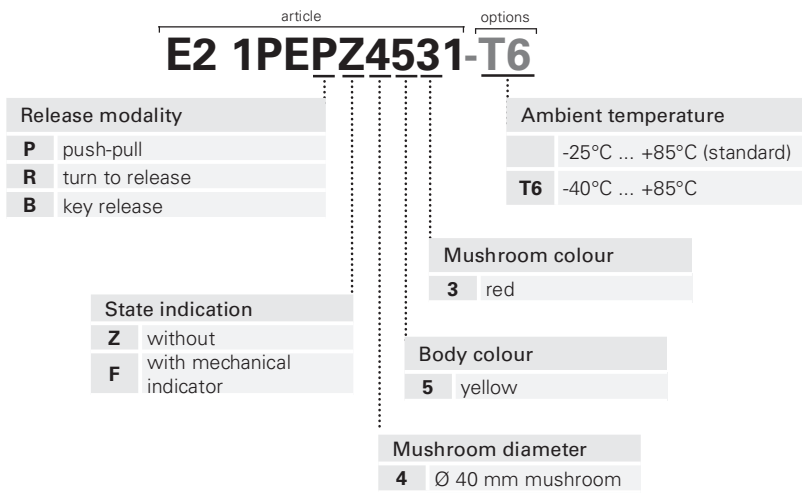 article
options
E2 1PEPZ4531-T6
Release modality
P push-pull
R turn to release
B key release
Ambient temperature
-25°C ... +85°C (standard)
T6 -40°C ... +85°C
Mushroom colour
3 red
State indication
Z without
F with mechanical
indicator
Body colour
5 yellow
Mushroom diameter
4 Ø 40 mm mushroom